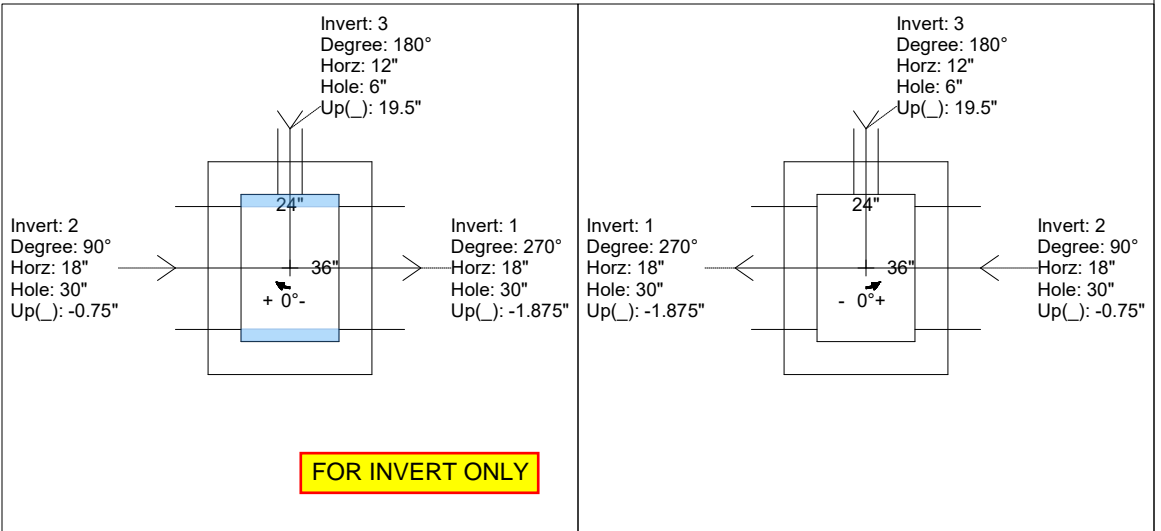 Invert: 3
Degree: 180°
Horz: 12"
Hole: 6"
Up(_): 19.5"
24"
Invert: 2
Degree: 90°
Horz: 18"
Hole: 30"
Up(_): -0.75"
36"
+ 0°-
Invert: 1
Degree: 270°
Horz: 18"
Hole: 30"
Up(_): -1.875"
FOR INVERT ONLY
Invert: 3
Degree: 180°
Horz: 12"
Hole: 6"
Up(_): 19.5"
24"
Invert: 1
Degree: 270°
Horz: 18"
Hole: 30"
Up(_): -1.875"
36"
- 0°+
Invert: 2
Degree: 90°
Horz: 18"
Hole: 30"
Up(_): -0.75"